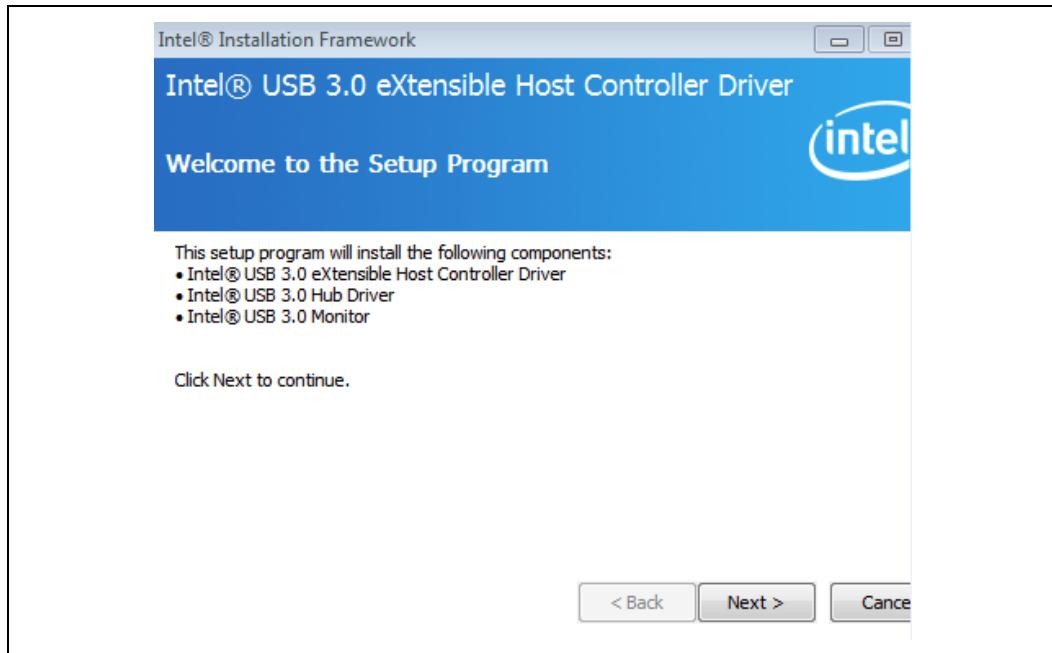 Intel® Installation Framework
Intel® USB 3.0 eXtensible Host Controller Driver
intel
Welcome to the Setup Program
This setup program will install the following components:
• Intel® USB 3.0 eXtensible Host Controller Driver
• Intel® USB 3.0 Hub Driver
• Intel® USB 3.0 Monitor
Click Next to continue.
< Back Next > Cance